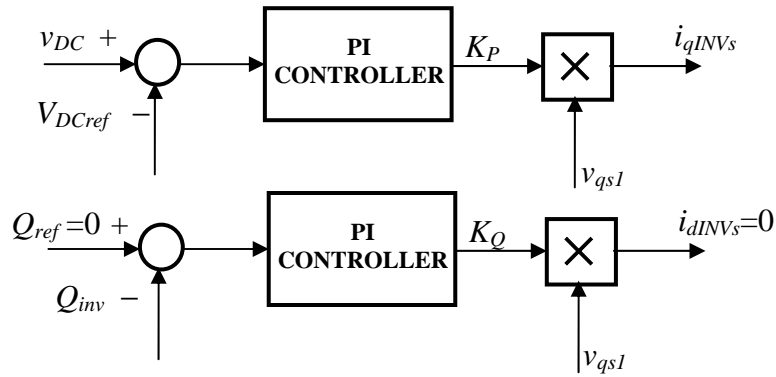 v_DC +
V_DCref −
PI
CONTROLLER
K_P
×
i_qINVs
v_qs1
Q_ref=0 +
Q_inv −
PI
CONTROLLER
K_Q
×
i_dINVs=0
v_qs1